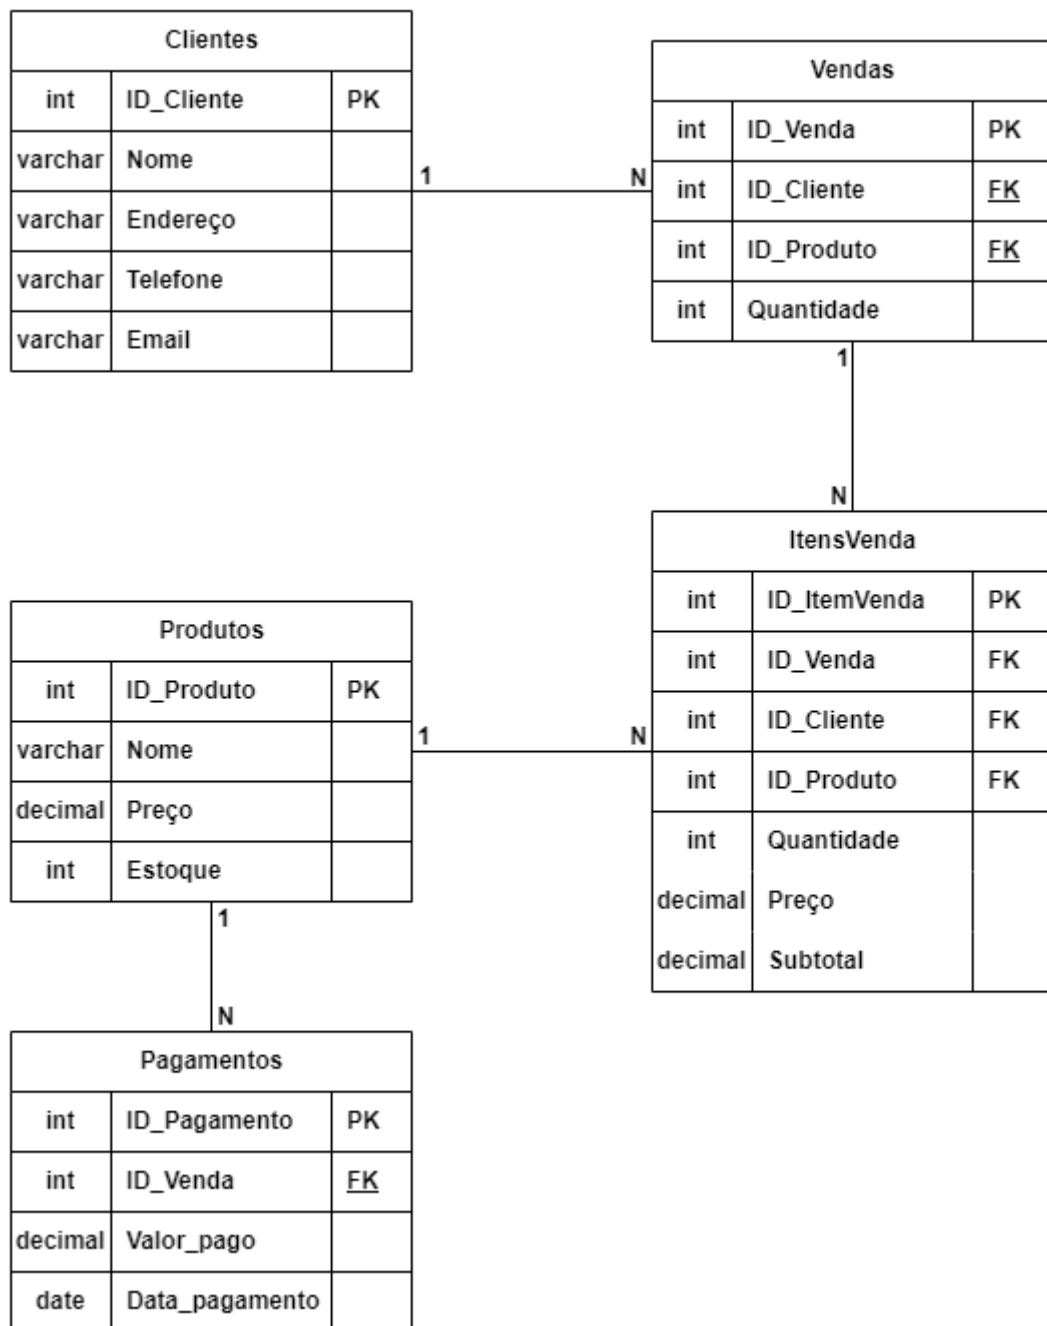 Clientes
int ID_Cliente PK
varchar Nome
varchar Endereço
varchar Telefone
varchar Email
1 N
Vendas
int ID_Venda PK
int ID_Cliente FK
int ID_Produto FK
int Quantidade
1
N
ItensVenda
int ID_ItemVenda PK
int ID_Venda FK
int ID_Cliente FK
int ID_Produto FK
int Quantidade
decimal Preço
decimal Subtotal
Produtos
int ID_Produto PK
varchar Nome
decimal Preço
int Estoque
1 N
1
N
Pagamentos
int ID_Pagamento PK
int ID_Venda FK
decimal Valor_pago
date Data_pagamento